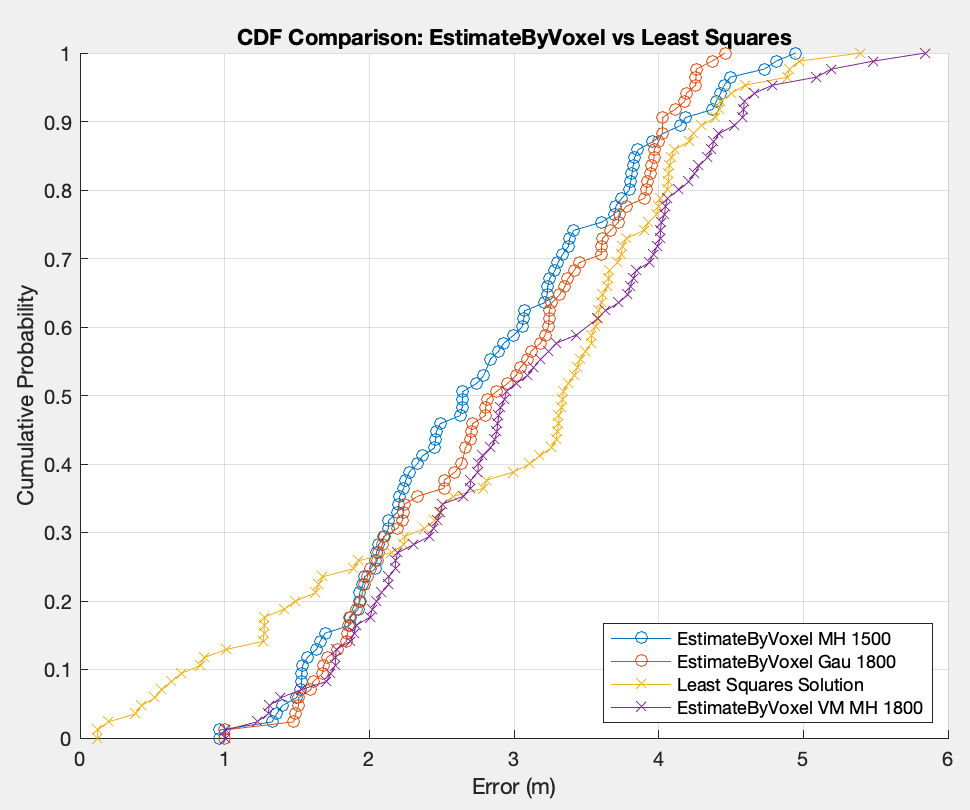 CDF Comparison: EstimateByVoxel vs Least Squares
1
0.9
0.8
0.7
0.6
0.5
0.4
0.3
0.2
0.1
0
Cumulative Probability
EstimateByVoxel MH 1500
EstimateByVoxel Gau 1800
Least Squares Solution
EstimateByVoxel VM MH 1800
0 1 2 3 4 5 6
Error (m)